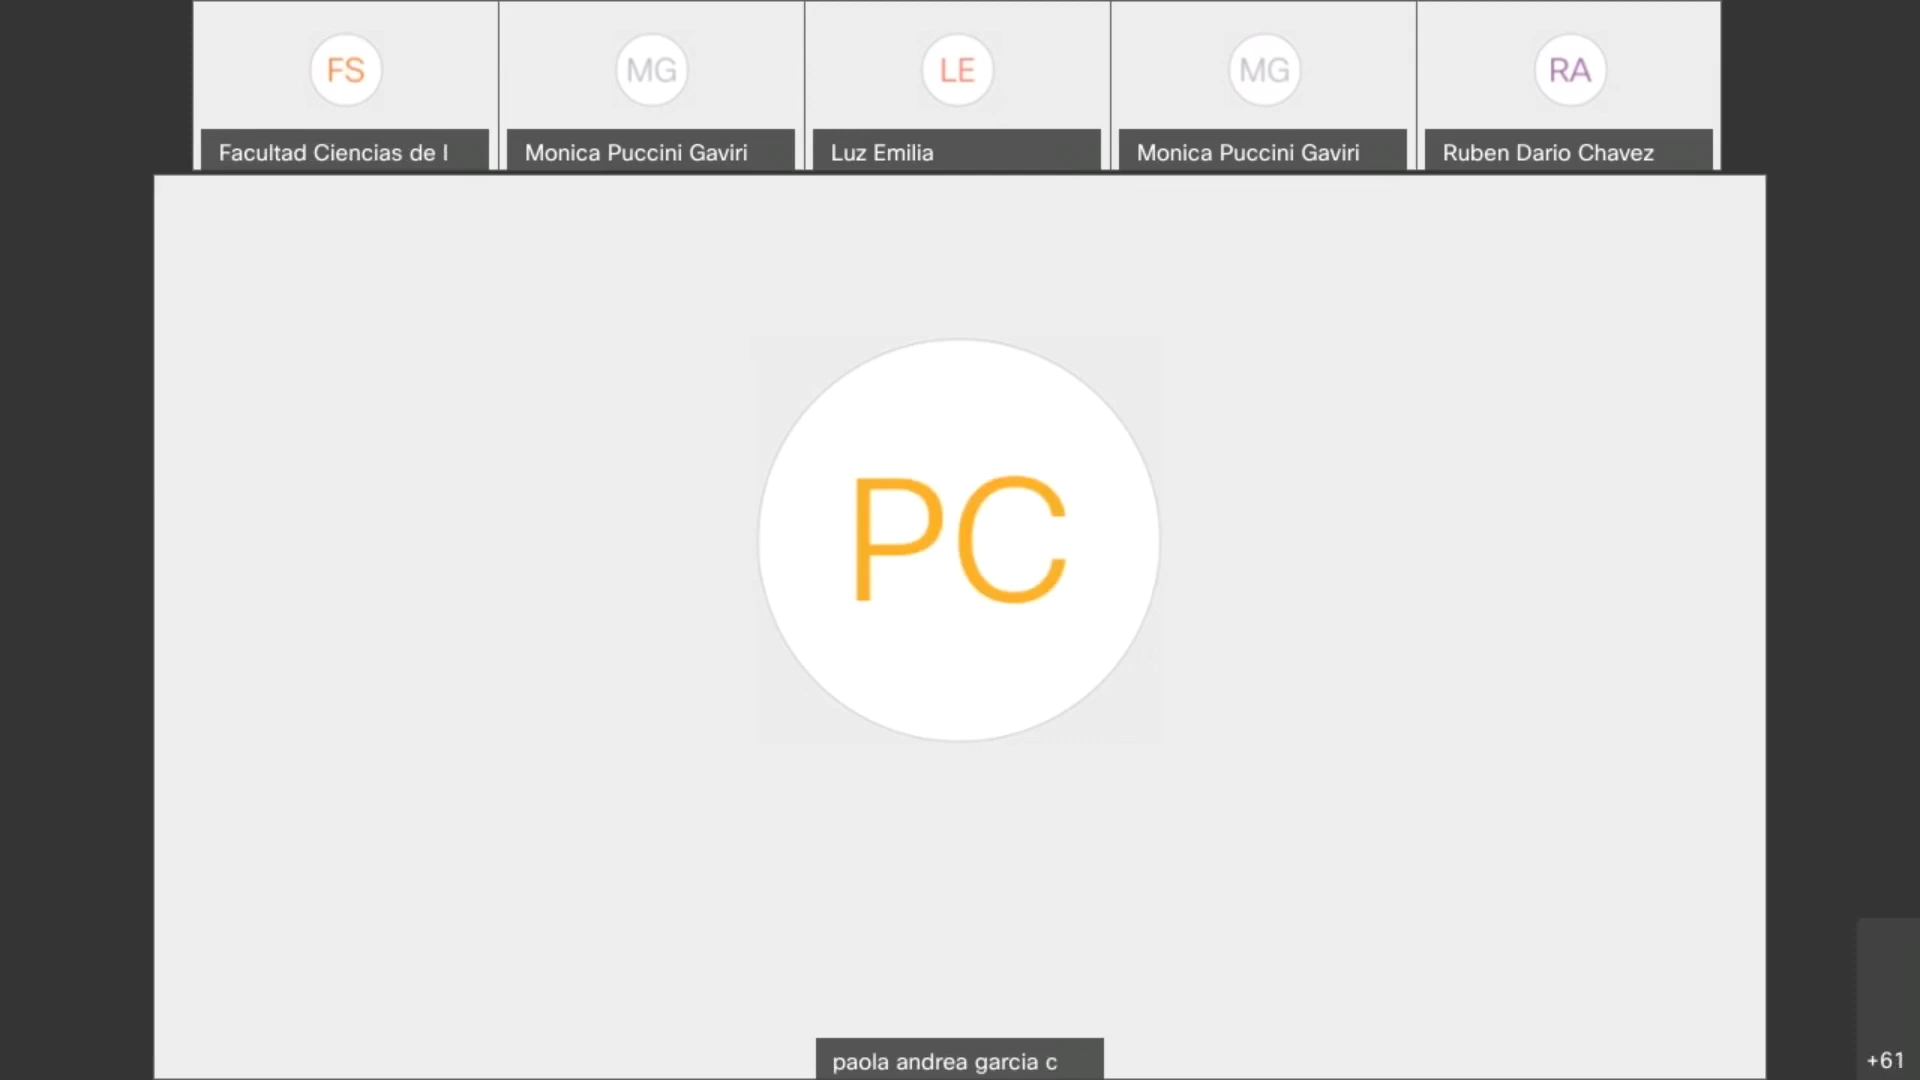 FS
MG
LE
MG
RA
Facultad Ciencias de l
Monica Puccini Gaviri
Luz Emilia
Monica Puccini Gaviri
Ruben Dario Chavez
PC
paola andrea garcia c
+61